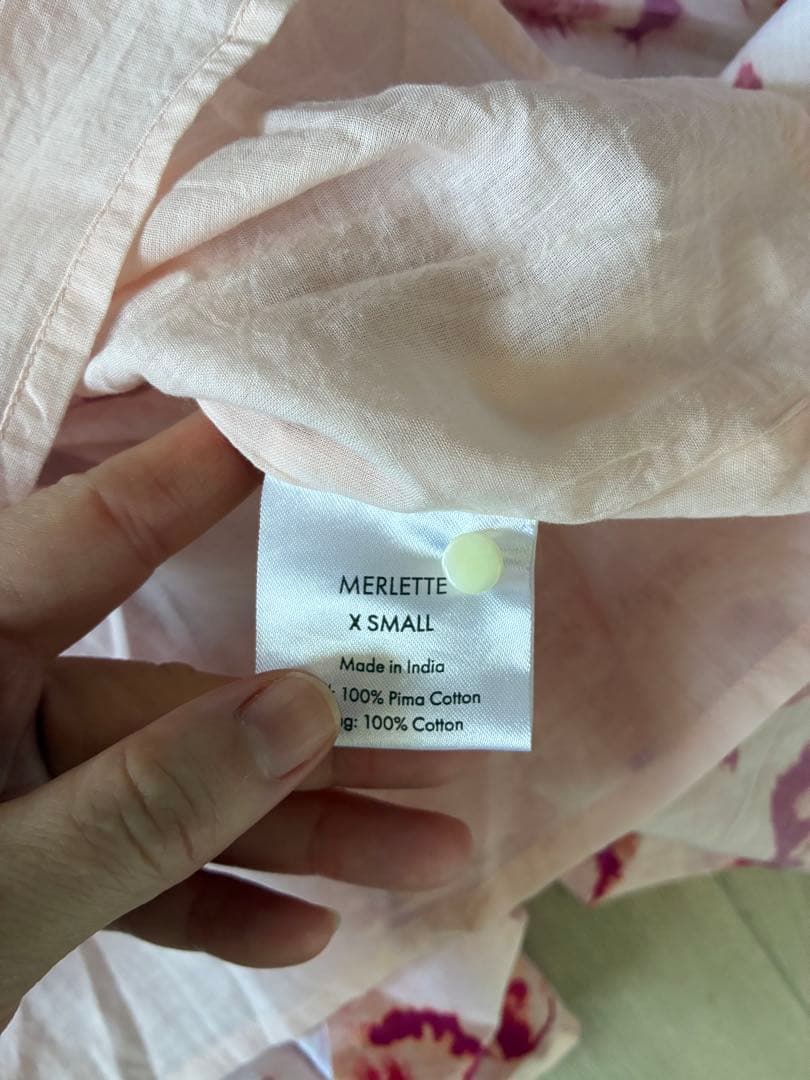 MERLETTE
X SMALL
Made in India
: 100% Pima Cotton
100% Cotton